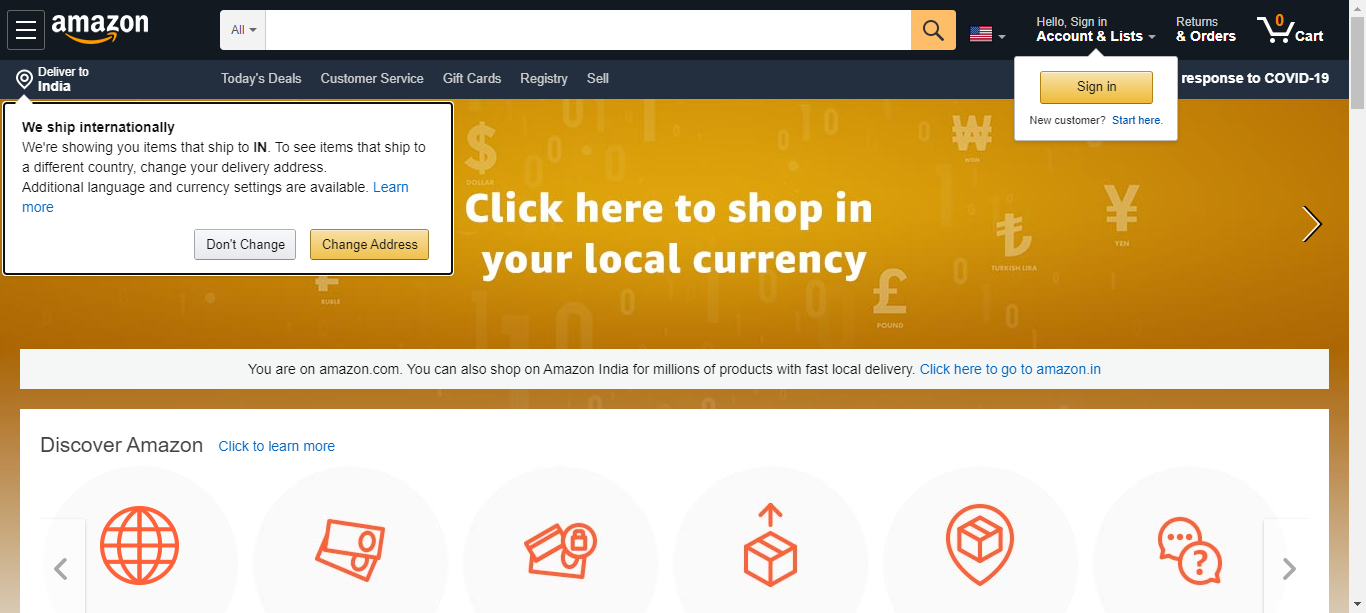 amazon
All
Hello, Sign in
Account & Lists
Returns
& Orders
0
Cart
Deliver to
India
Today's Deals
Customer Service
Gift Cards
Registry
Sell
response to COVID-19
Sign in
New customer? Start here.
We ship internationally
We're showing you items that ship to IN. To see items that ship to
a different country, change your delivery address.
Additional language and currency settings are available. Learn
more
Don't Change
Change Address
$
DOLLAR
₩
WON
Click here to shop in
your local currency
¥
YEN
₺
TURKISH LIRA
£
POUND
RUBLE
You are on amazon.com. You can also shop on Amazon India for millions of products with fast local delivery. Click here to go to amazon.in
Discover Amazon
Click to learn more
?